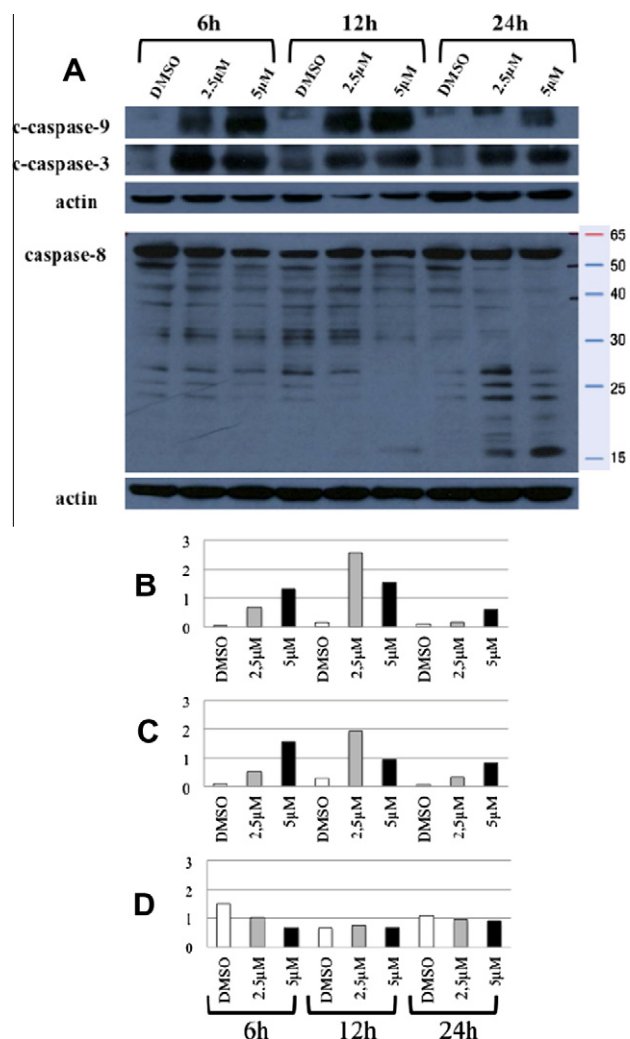 6h 12h 24h
A
DMSO 2.5µM 5µM DMSO 2.5µM 5µM DMSO 2.5µM 5µM
c-caspase-9
c-caspase-3
actin
caspase-8
65
50
40
30
25
15
actin
B
3
2
1
0
DMSO 2,5µM 5µM DMSO 2,5µM 5µM DMSO 2,5µM 5µM
C
3
2
1
0
DMSO 2,5µM 5µM DMSO 2,5µM 5µM DMSO 2,5µM 5µM
D
3
2
1
0
DMSO 2,5µM 5µM DMSO 2,5µM 5µM DMSO 2,5µM 5µM
6h 12h 24h